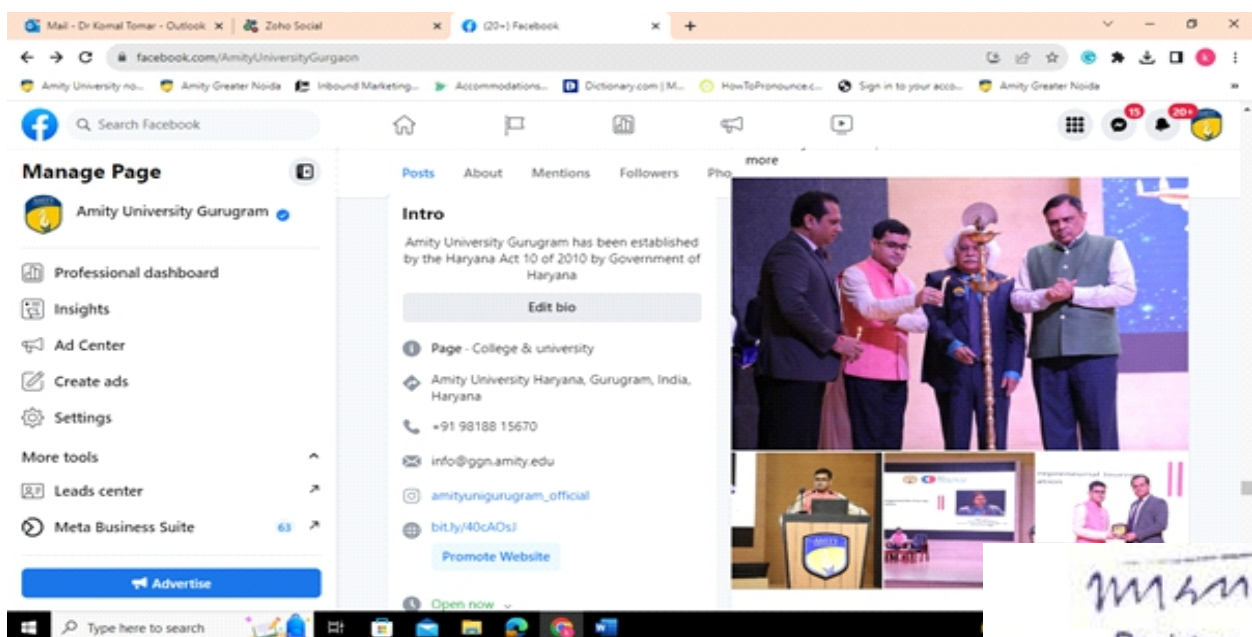 Mail - Dr Komal Tomar - Outlook
Zoho Social
(20+) Facebook
facebook.com/AmityUniversityGurgaon
Amity University no...
Amity Greater Noida
Inbound Marketing...
Accommodations...
Dictionary.com | M...
HowToPronounce.c...
Sign in to your acco...
Amity Greater Noida
Search Facebook
15
20+
Manage Page
Amity University Gurugram
Professional dashboard
Insights
Ad Center
Create ads
Settings
More tools
Leads center
Meta Business Suite 63
Advertise
Posts About Mentions Followers Pho
Intro
Amity University Gurugram has been established
by the Haryana Act 10 of 2010 by Government of
Haryana
Edit bio
Page - College & university
Amity University Haryana, Gurugram, India,
Haryana
+91 98188 15670
info@ggn.amity.edu
amityunigurugram_official
bit.ly/40cAOsJ
Promote Website
Open now
more
AMITY
Type here to search